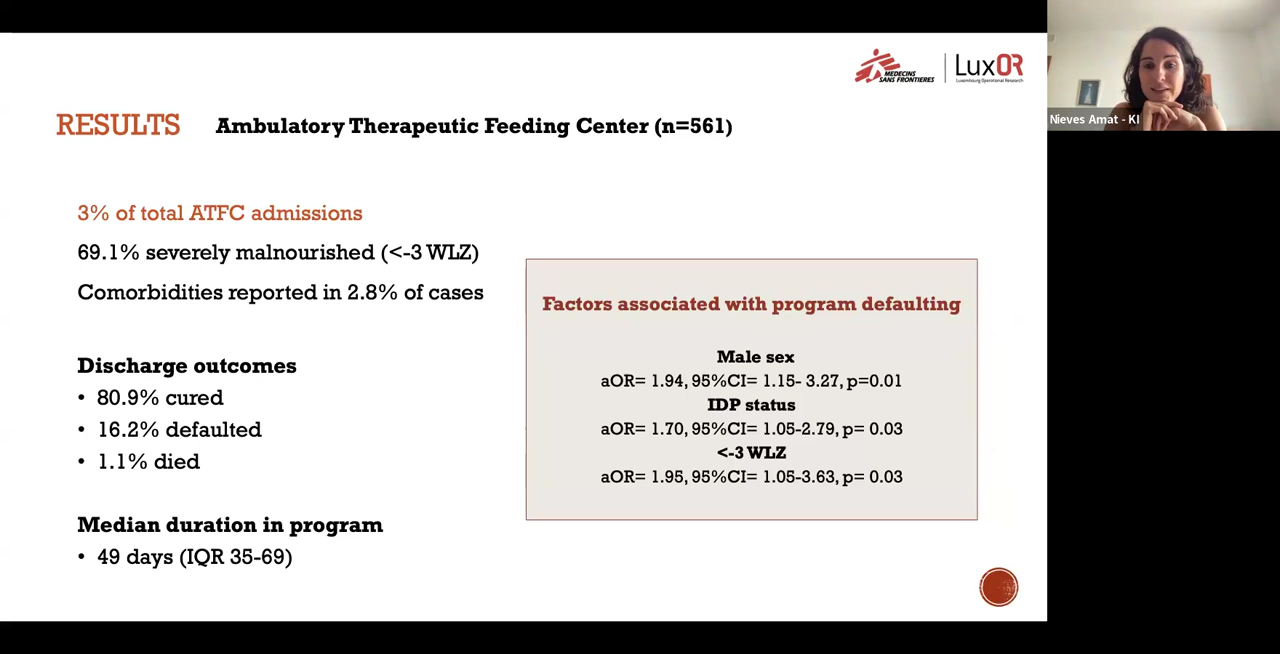 MEDECINS
SANS FRONTIERES
LuxOR
Luxembourg Operational Research
RESULTS
Ambulatory Therapeutic Feeding Center (n=561)
3% of total ATFC admissions
69.1% severely malnourished (<-3 WLZ)
Comorbidities reported in 2.8% of cases
Discharge outcomes
• 80.9% cured
• 16.2% defaulted
• 1.1% died
Median duration in program
• 49 days (IQR 35-69)
Factors associated with program defaulting
Male sex
aOR= 1.94, 95%CI= 1.15- 3.27, p=0.01
IDP status
aOR= 1.70, 95%CI= 1.05-2.79, p= 0.03
<-3 WLZ
aOR= 1.95, 95%CI= 1.05-3.63, p= 0.03
Nieves Amat - KI